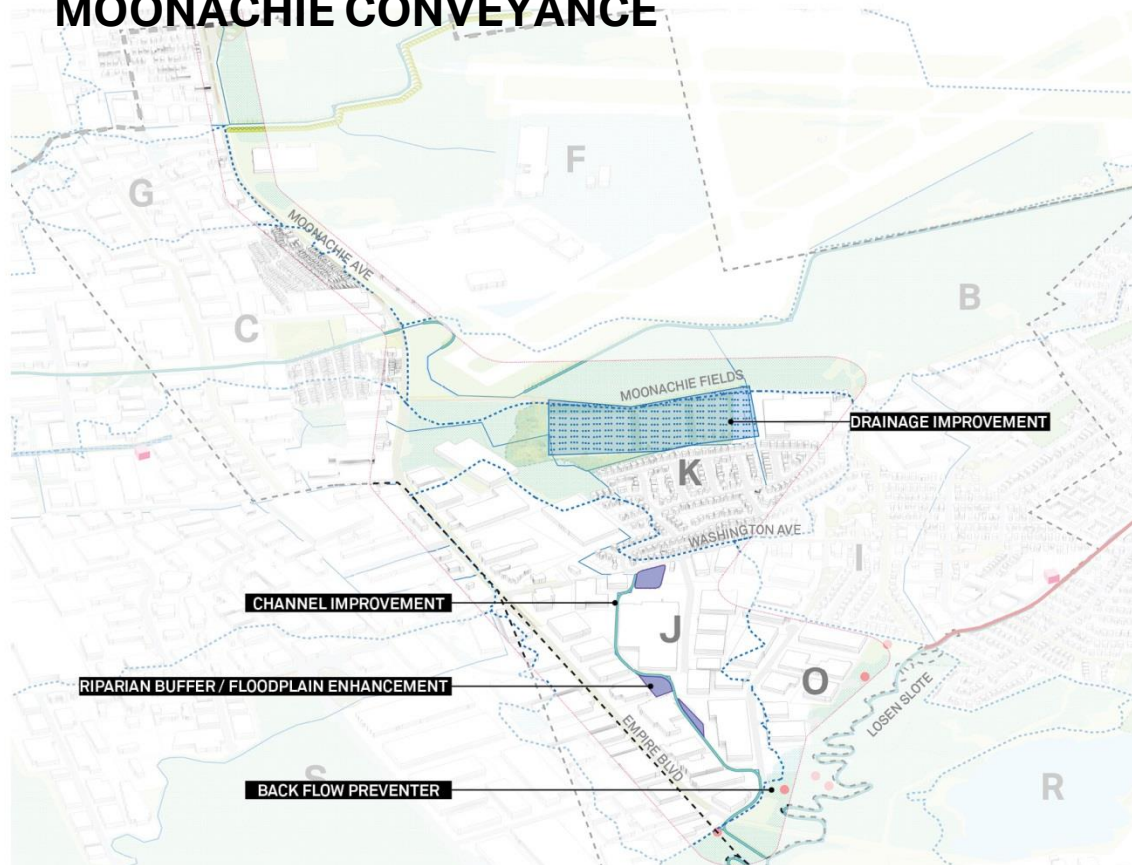 MOONACHIE CONVEYANCE
F
G
MOONACHIE AVE
B
C
MOONACHIE FIELDS
DRAINAGE IMPROVEMENT
K
WASHINGTON AVE
I
CHANNEL IMPROVEMENT
J
RIPARIAN BUFFER / FLOODPLAIN ENHANCEMENT
O
LOSEN SLOTE
EMPIRE BLVD
S
BACK FLOW PREVENTER
R